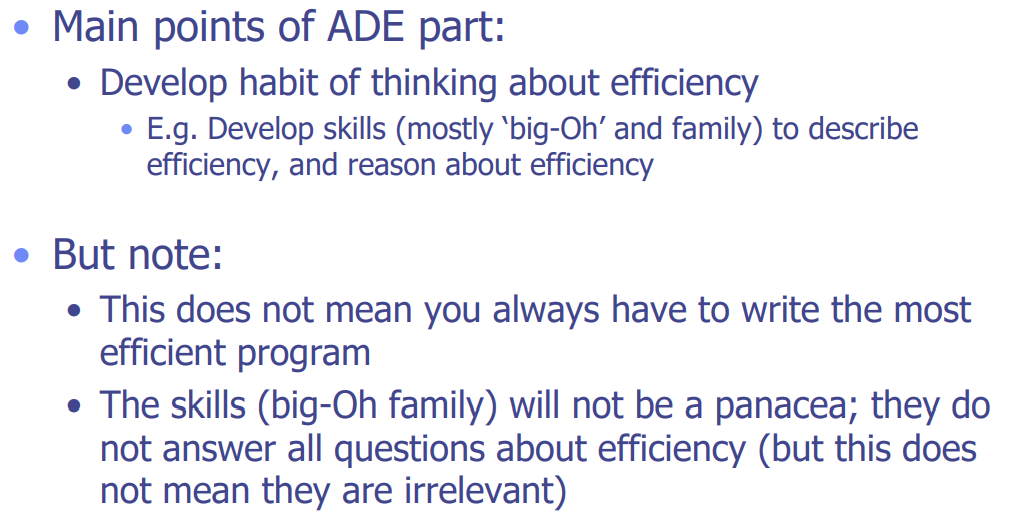 • Main points of ADE part:
• Develop habit of thinking about efficiency
• E.g. Develop skills (mostly ‘big-Oh’ and family) to describe
efficiency, and reason about efficiency
• But note:
• This does not mean you always have to write the most
efficient program
• The skills (big-Oh family) will not be a panacea; they do
not answer all questions about efficiency (but this does
not mean they are irrelevant)